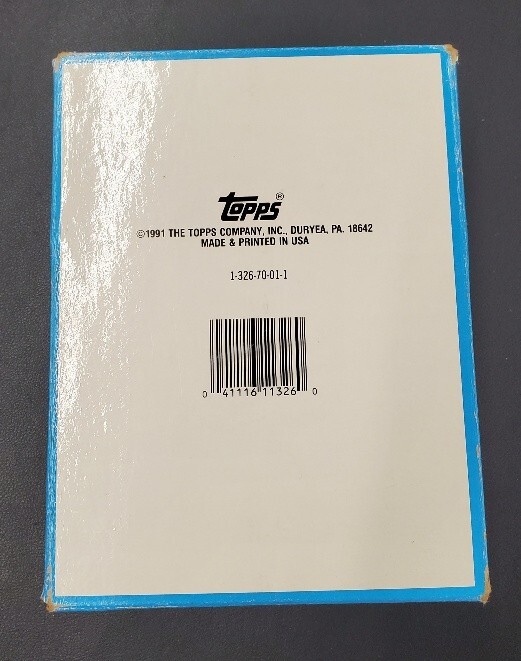 TOPPS®
©1991 THE TOPPS COMPANY, INC., DURYEA, PA. 18642
MADE & PRINTED IN USA
1-326-70-01-1
0 41116 11326 0